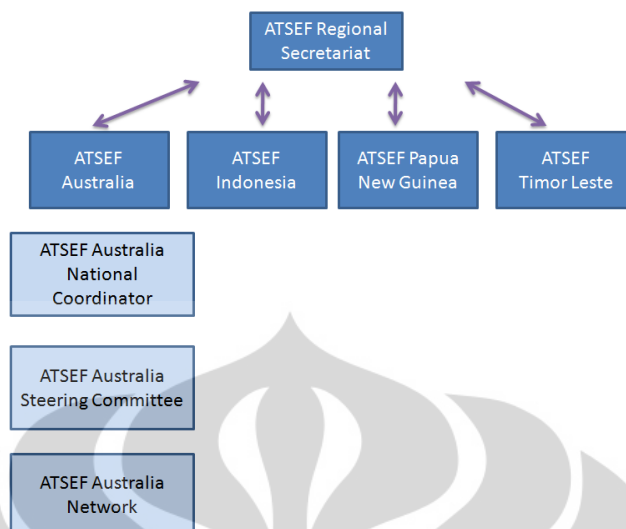 ATSEF Regional
Secretariat
ATSEF
Australia
ATSEF
Indonesia
ATSEF Papua
New Guinea
ATSEF
Timor Leste
ATSEF Australia
National
Coordinator
ATSEF Australia
Steering Committee
ATSEF Australia
Network